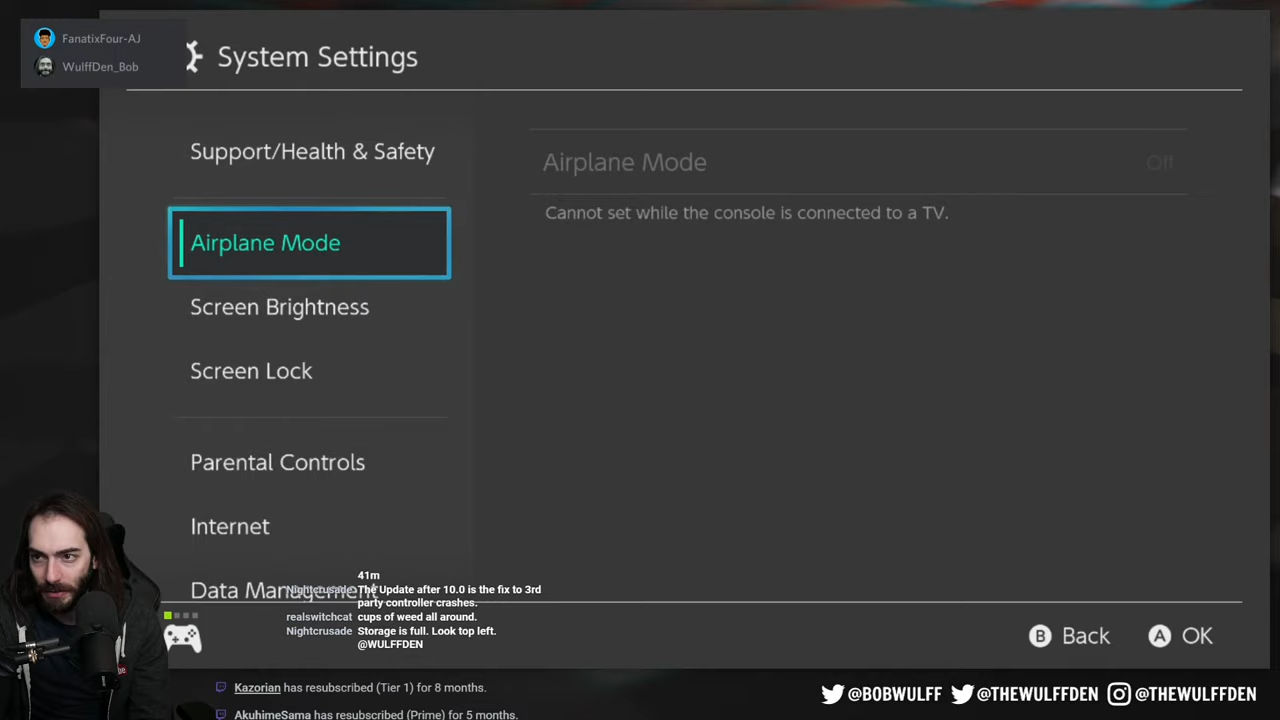 FanatixFour-AJ
WulffDen_Bob
System Settings
Support/Health & Safety
Airplane Mode
Screen Brightness
Screen Lock
Parental Controls
Internet
Data Management
Airplane Mode Off
Cannot set while the console is connected to a TV.
41m
Nightcrusade The Update after 10.0 is the fix to 3rd
party controller crashes.
realswitchcat cups of weed all around.
Nightcrusade Storage is full. Look top left.
@WULFFDEN
B Back A OK
Kazorian has resubscribed (Tier 1) for 8 months.
AkuhimeSama has resubscribed (Prime) for 5 months.
@BOBWULFF @THEWULFFDEN @THEWULFFDEN